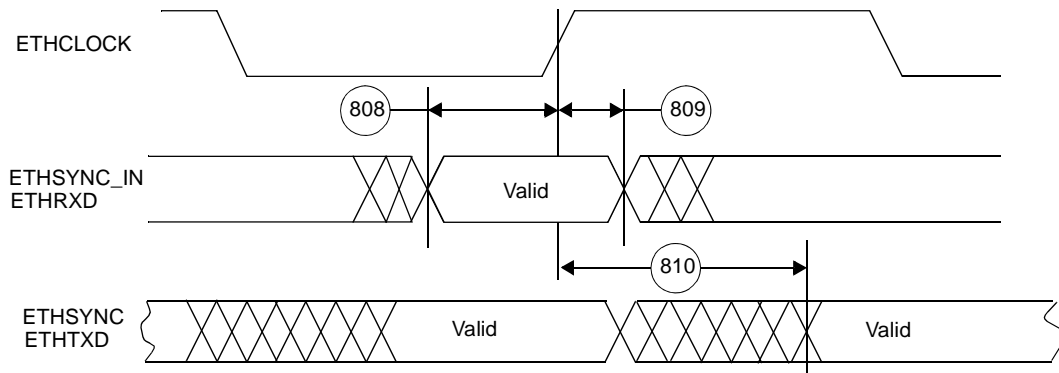 ETHCLOCK
808
809
ETHSYNC_IN
ETHRXD
Valid
810
ETHSYNC
ETHTXD
Valid
Valid